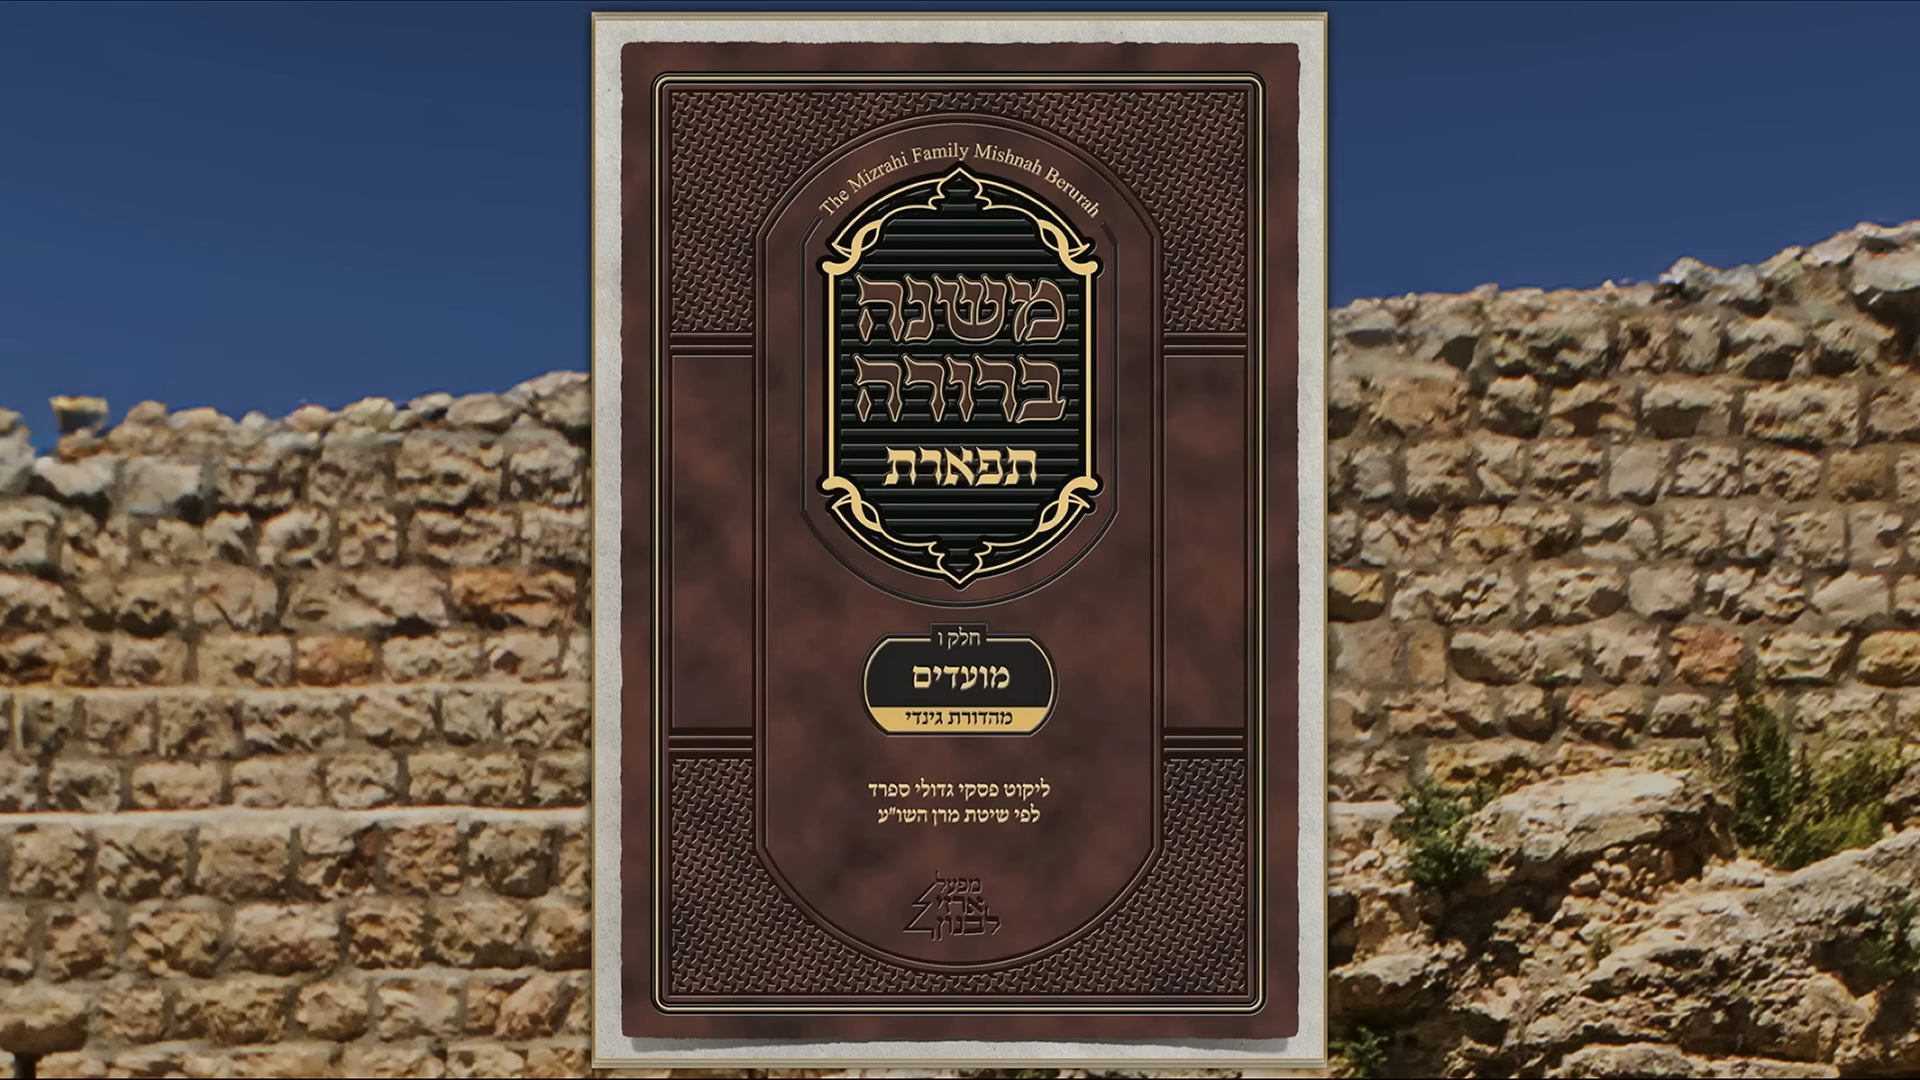 The Mizrahi Family Mishnah Berurah
משנה
ברורה
תפארת
חלק ו
מועדים
מהדורת גינדי
ליקוט פסקי גדולי ספרד
לפי שיטת מרן השו"ע
מפעל
ארזי
לבנון